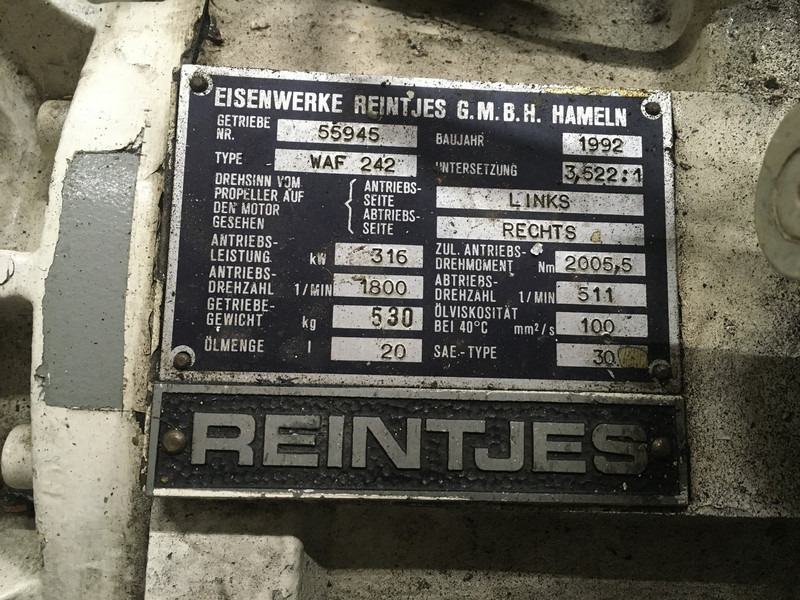 EISENWERKE REINTJES G.M.B.H. HAMELN
GETRIEBE NR. 55945 BAUJAHR 1992
TYPE WAF 242 UNTERSETZUNG 3,522:1
DREHSINN VOM
PROPELLER AUF
DEN MOTOR
GESEHEN
ANTRIEBS-
SEITE LINKS
ABTRIEBS-
SEITE RECHTS
ANTRIEBS-
LEISTUNG kW 316
ZUL. ANTRIEBS-
DREHMOMENT Nm 2005,5
ANTRIEBS-
DREHZAHL 1/MIN 1800
ABTRIEBS-
DREHZAHL 1/MIN 511
GETRIEBE-
GEWICHT kg 530
ÖLVISKOSITÄT
BEI 40°C mm²/s 100
ÖLMENGE l 20 SAE.-TYPE 30
REINTJES